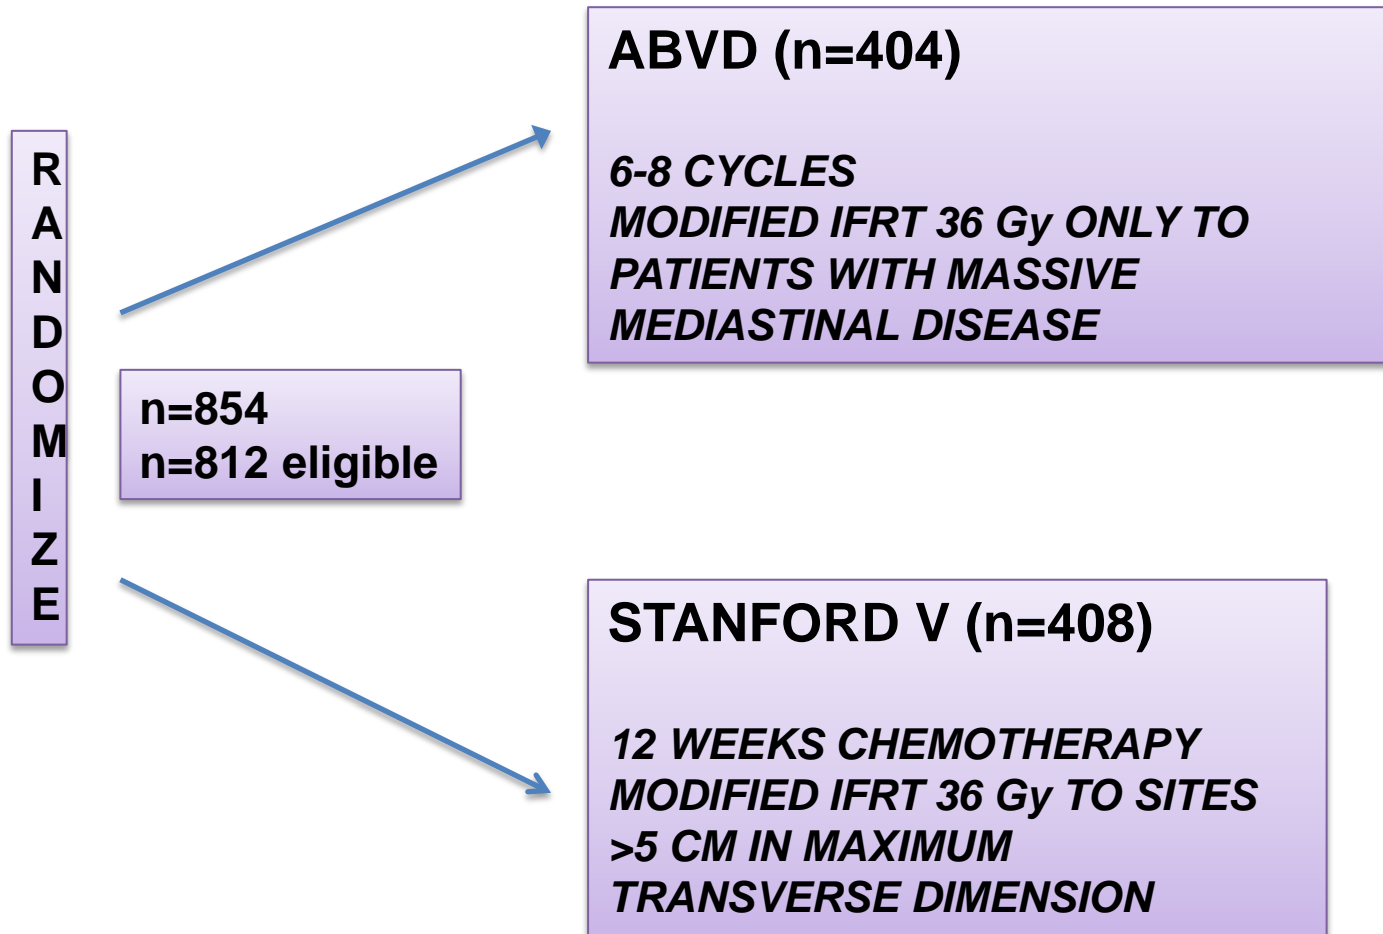 RANDOMIZE
ABVD (n=404)
6-8 CYCLES
MODIFIED IFRT 36 Gy ONLY TO
PATIENTS WITH MASSIVE
MEDIASTINAL DISEASE
n=854
n=812 eligible
STANFORD V (n=408)
12 WEEKS CHEMOTHERAPY
MODIFIED IFRT 36 Gy TO SITES
>5 CM IN MAXIMUM
TRANSVERSE DIMENSION